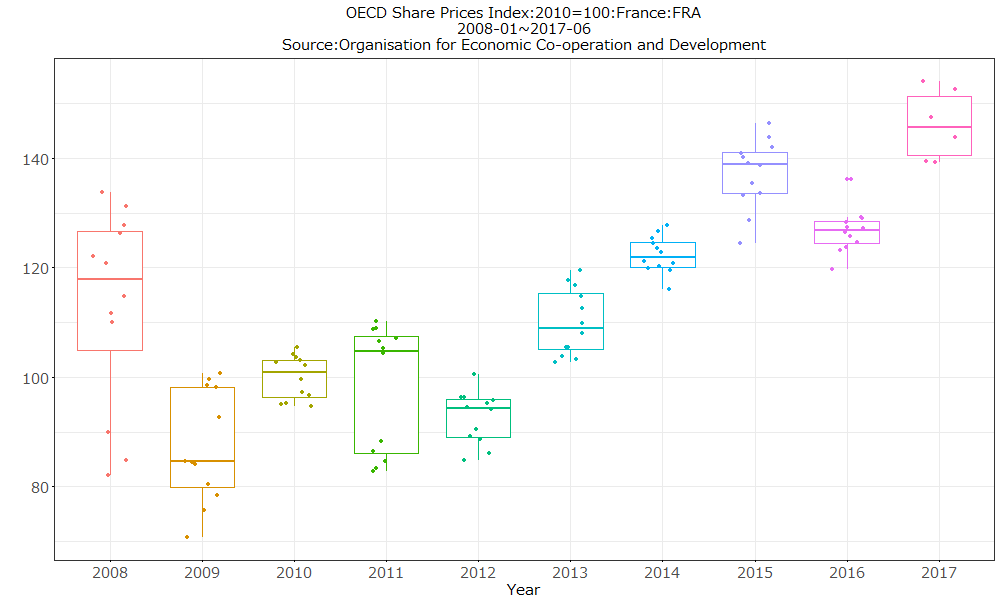 OECD Share Prices Index:2010=100:France:FRA
2008-01~2017-06
Source:Organisation for Economic Co-operation and Development
140
120
100
80
2008 2009 2010 2011 2012 2013 2014 2015 2016 2017
Year